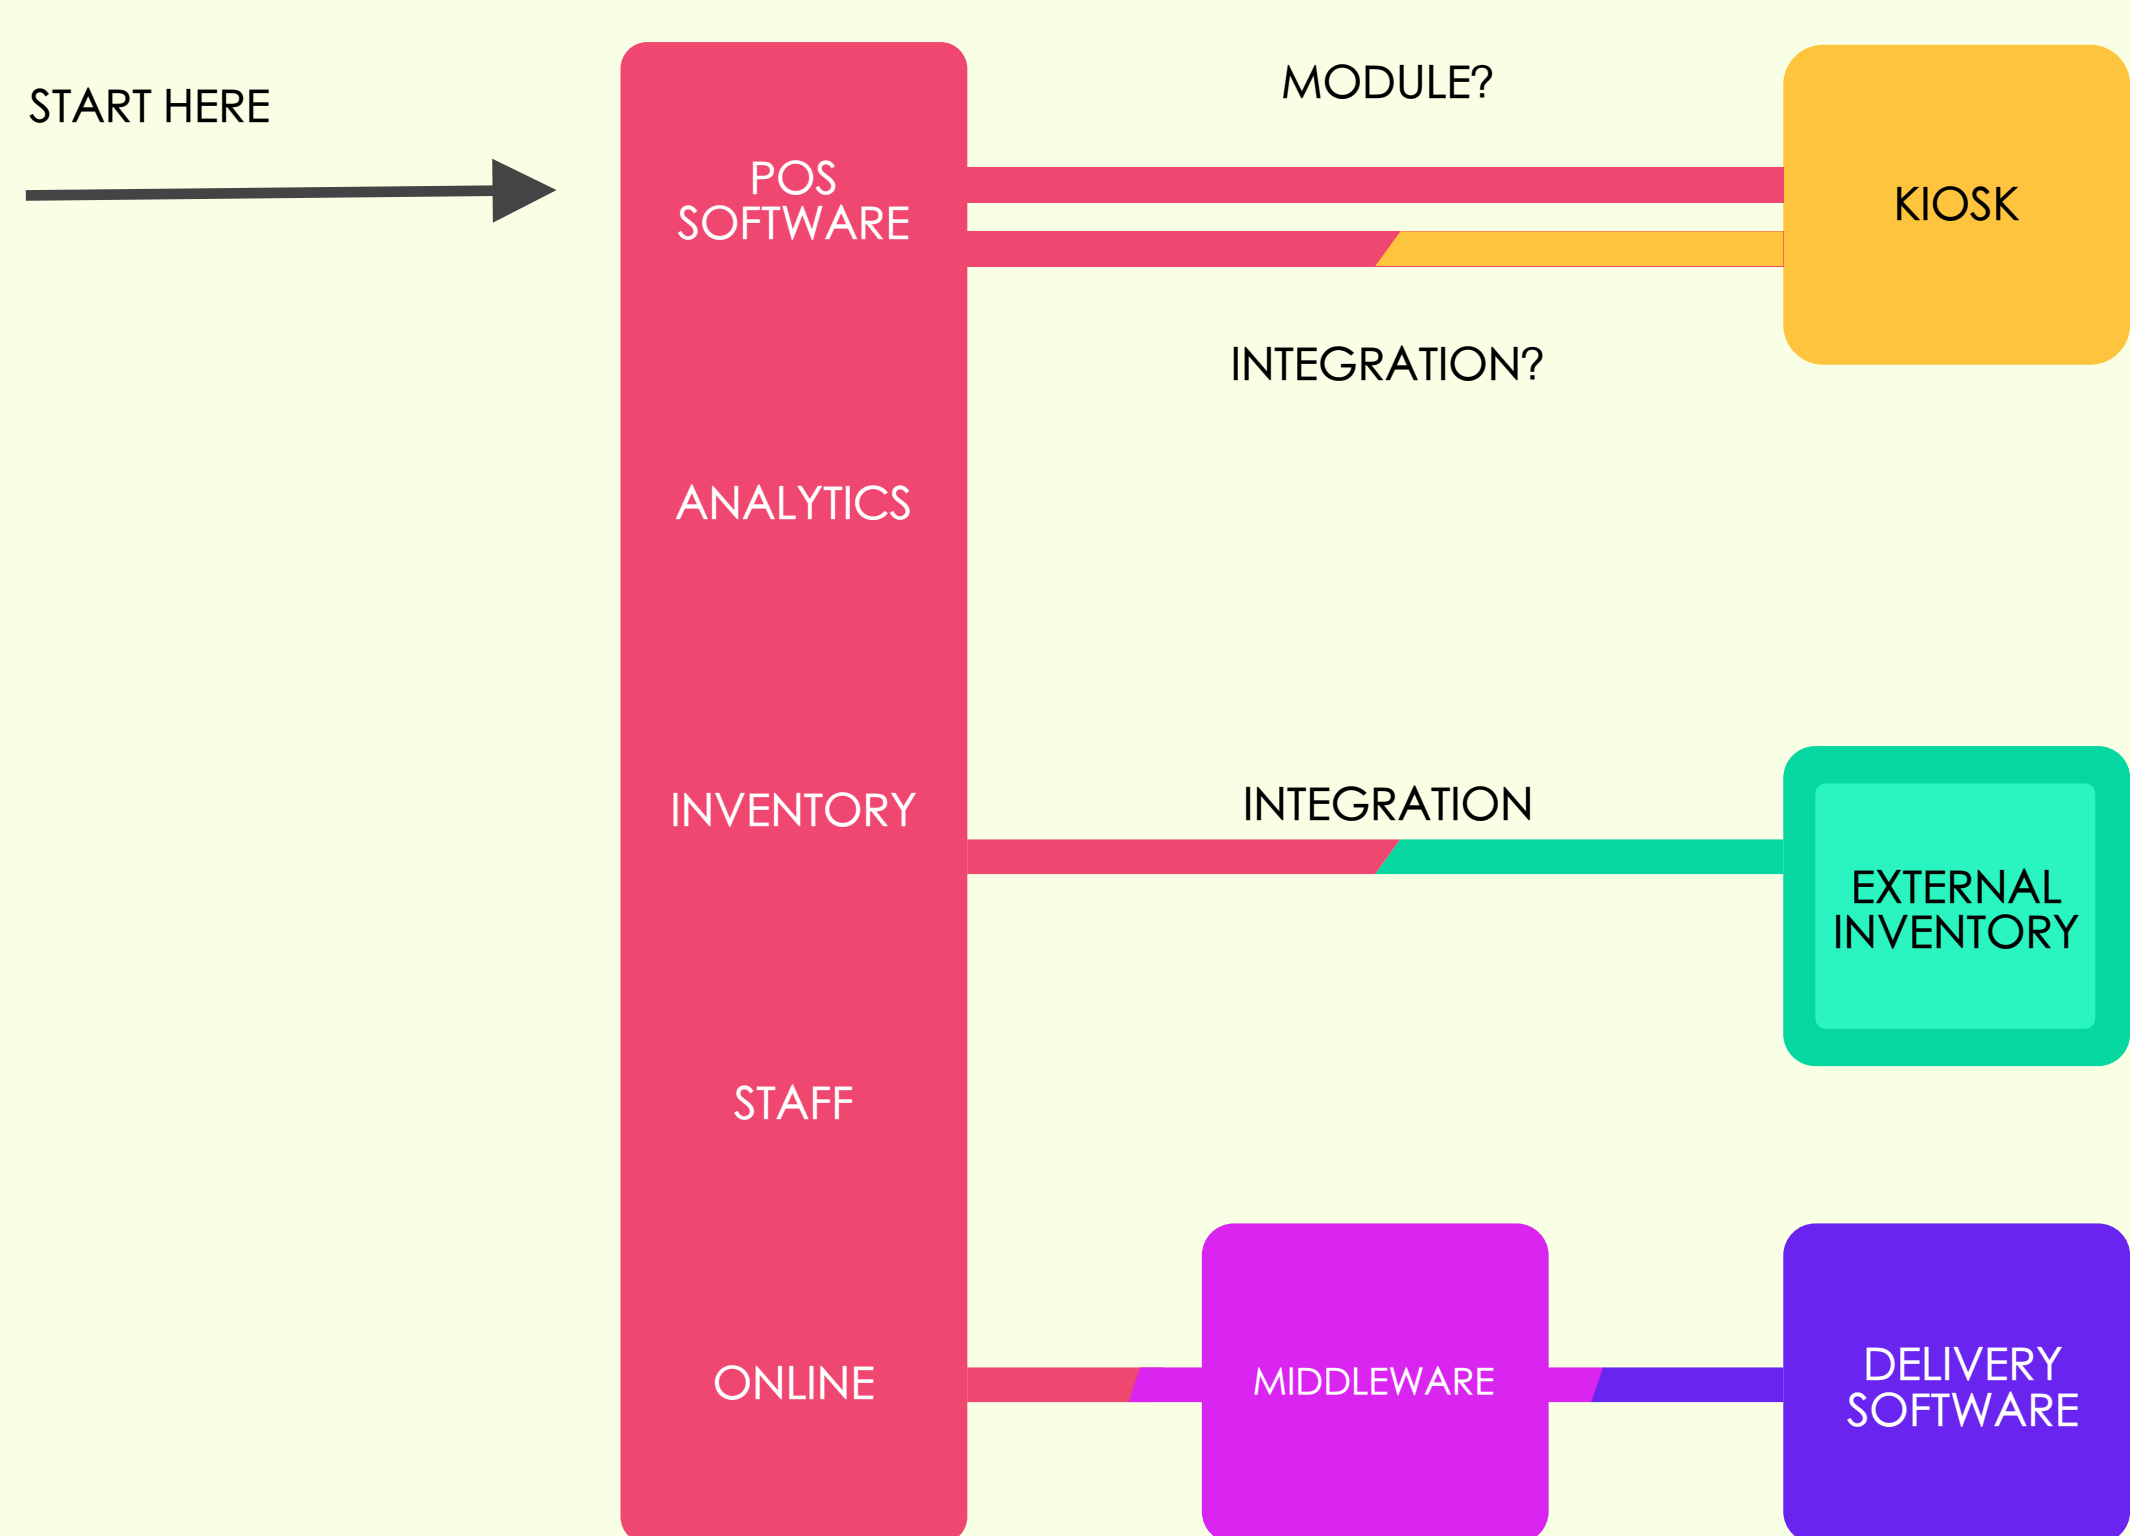 START HERE
MODULE?
POS
SOFTWARE
KIOSK
INTEGRATION?
ANALYTICS
INVENTORY
INTEGRATION
EXTERNAL
INVENTORY
STAFF
ONLINE
MIDDLEWARE
DELIVERY
SOFTWARE